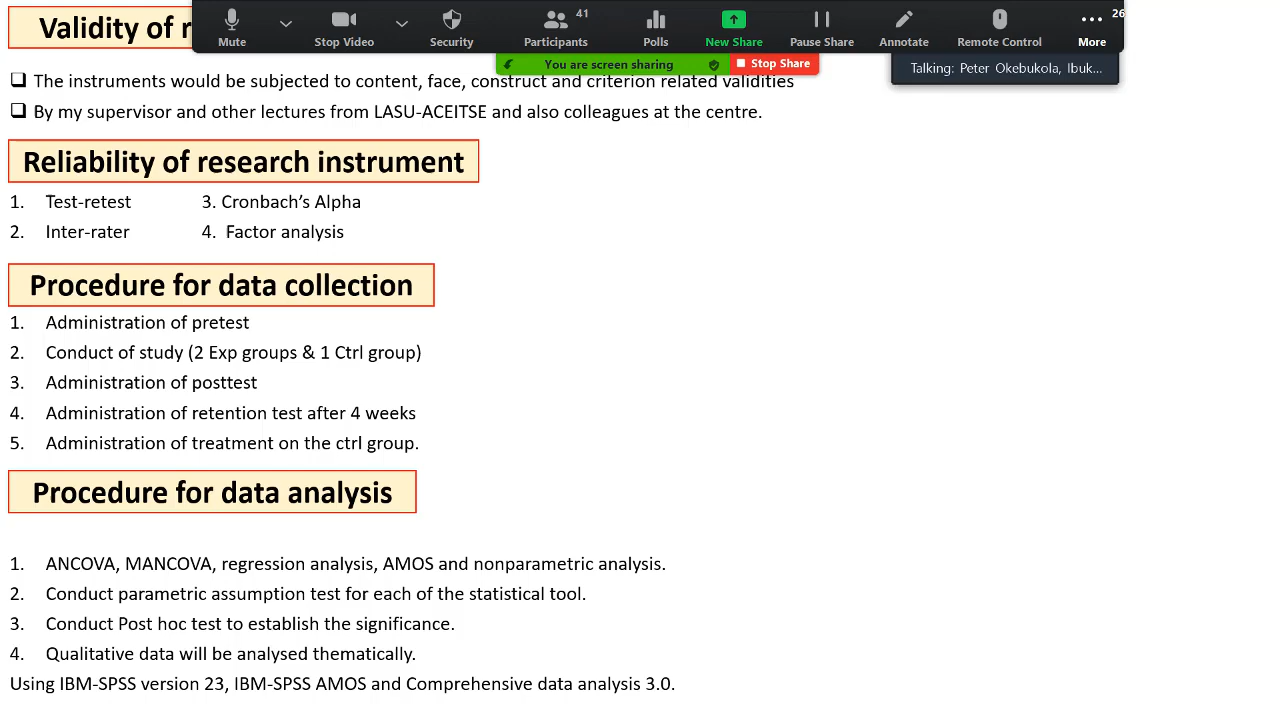 Validity of r
Mute
Stop Video
Security
Participants
41
Polls
New Share
Pause Share
Annotate
Remote Control
More
26
You are screen sharing
Stop Share
Talking: Peter Okebukola, Ibuk...
❑ The instruments would be subjected to content, face, construct and criterion related validities
❑ By my supervisor and other lectures from LASU-ACEITSE and also colleagues at the centre.
Reliability of research instrument
1. Test-retest 3. Cronbach's Alpha
2. Inter-rater 4. Factor analysis
Procedure for data collection
1. Administration of pretest
2. Conduct of study (2 Exp groups & 1 Ctrl group)
3. Administration of posttest
4. Administration of retention test after 4 weeks
5. Administration of treatment on the ctrl group.
Procedure for data analysis
1. ANCOVA, MANCOVA, regression analysis, AMOS and nonparametric analysis.
2. Conduct parametric assumption test for each of the statistical tool.
3. Conduct Post hoc test to establish the significance.
4. Qualitative data will be analysed thematically.
Using IBM-SPSS version 23, IBM-SPSS AMOS and Comprehensive data analysis 3.0.